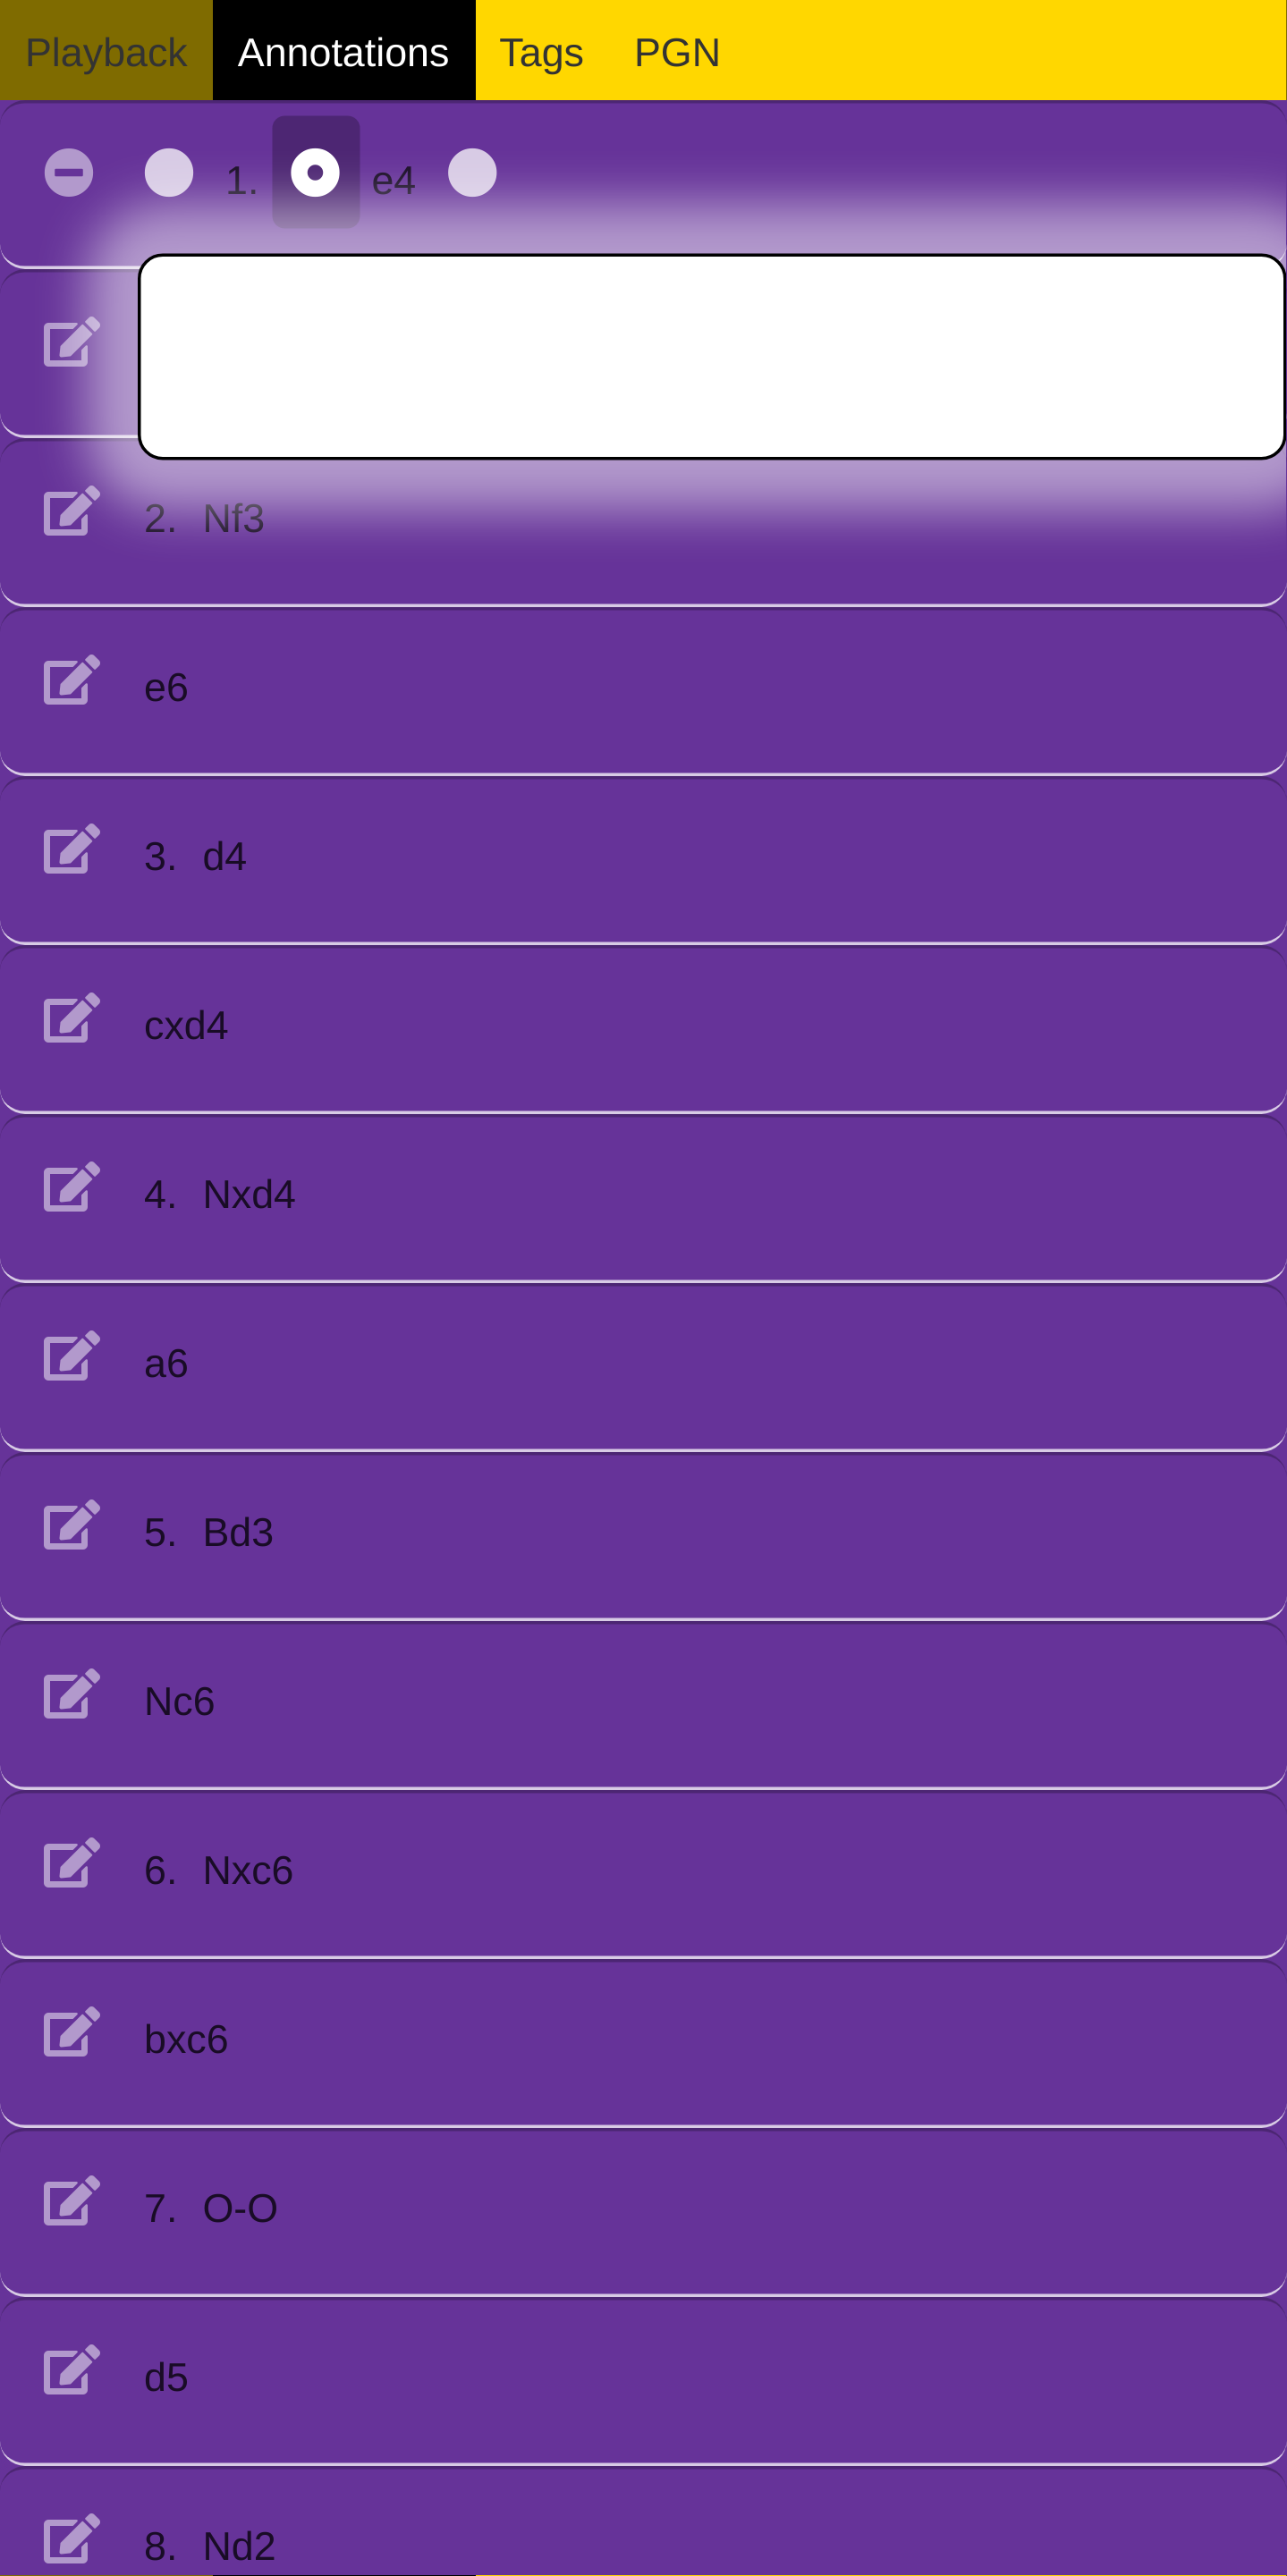 Playback Annotations Tags PGN
1. e4
2. Nf3
e6
3. d4
cxd4
4. Nxd4
a6
5. Bd3
Nc6
6. Nxc6
bxc6
7. O-O
d5
8. Nd2